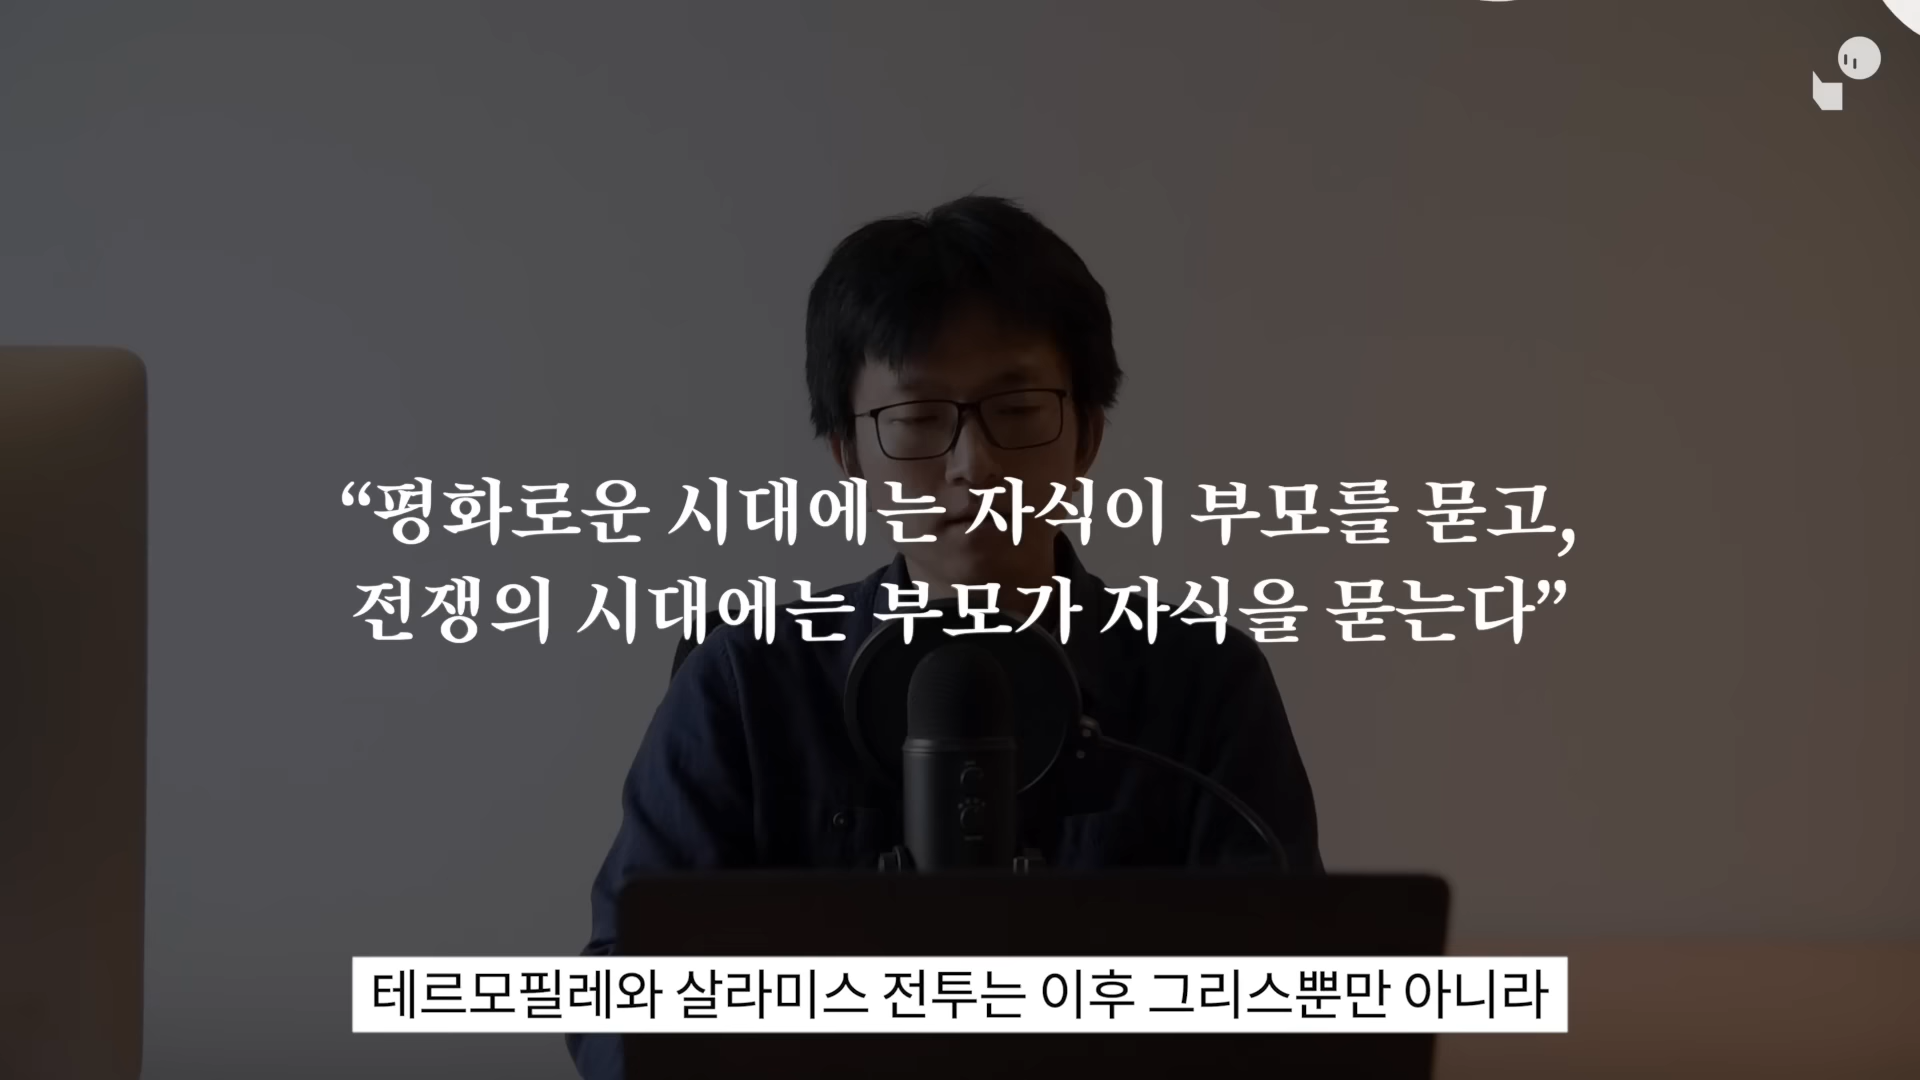 “평화로운 시대에는 자식이 부모를 묻고,
전쟁의 시대에는 부모가 자식을 묻는다”
테르모필레와 살라미스 전투는 이후 그리스뿐만 아니라